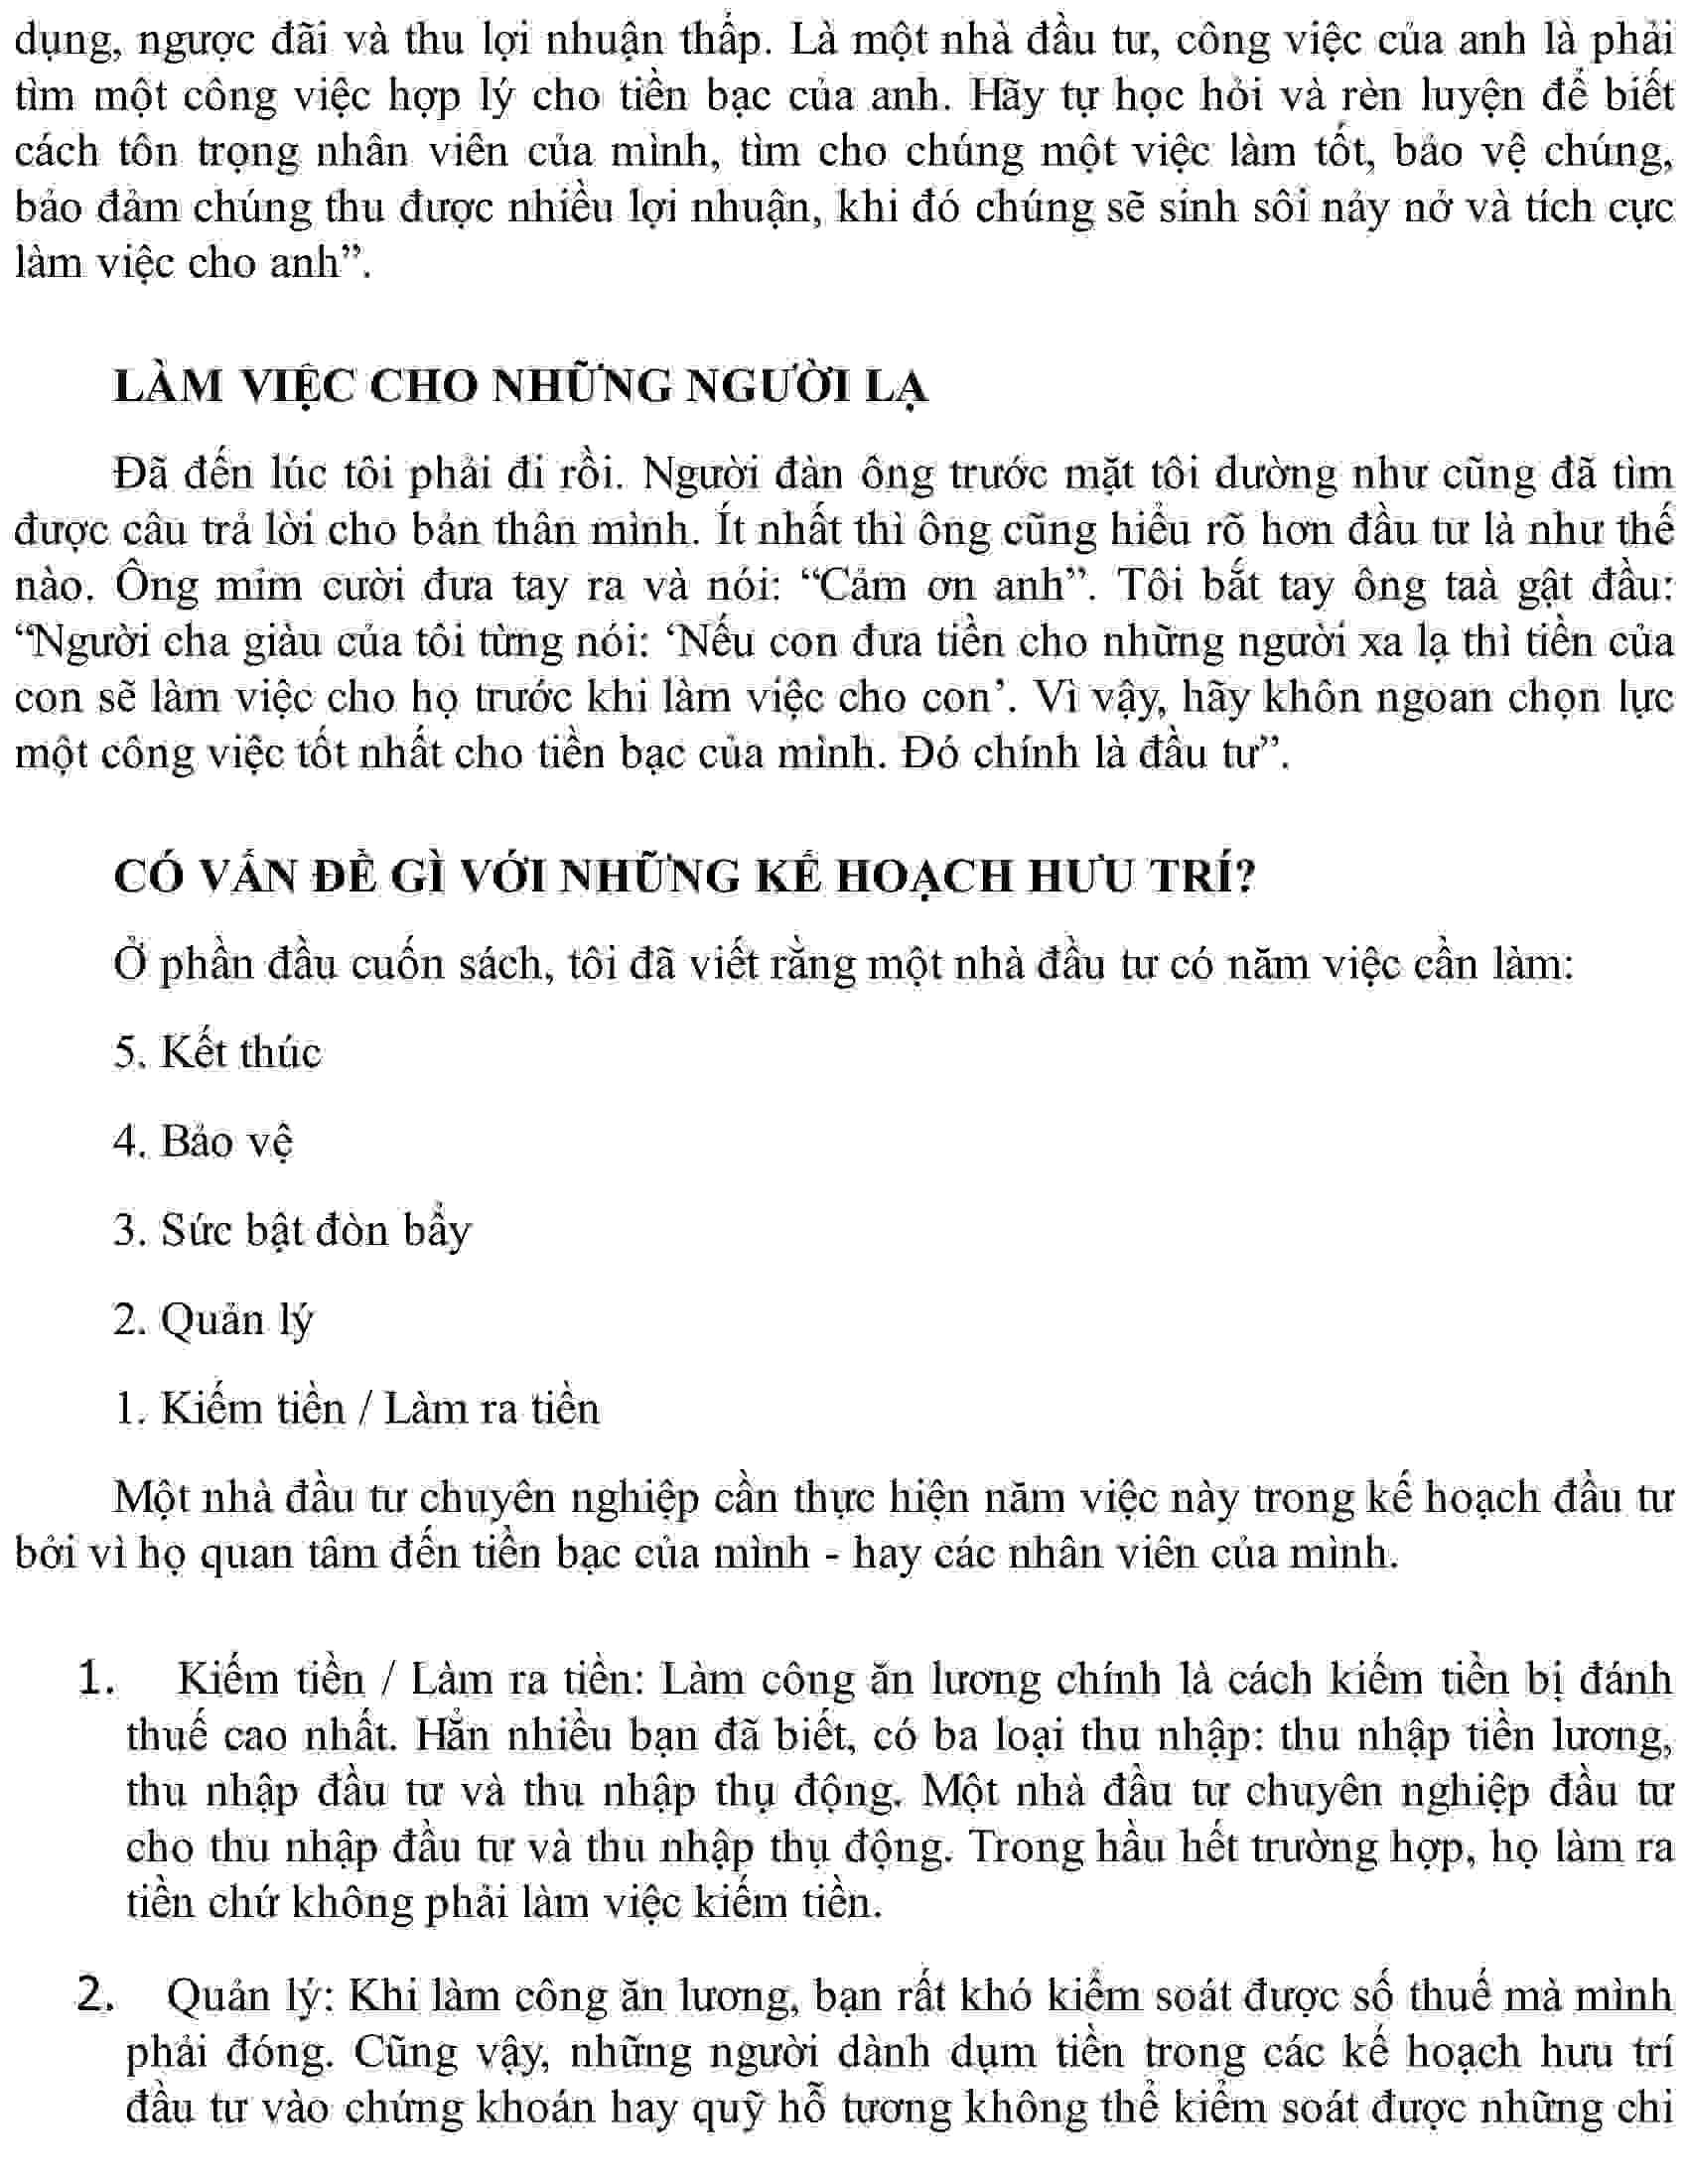 dụng, ngược đãi và thu lợi nhuận thấp. Là một nhà đầu tư, công việc của anh là phải
tìm một công việc hợp lý cho tiền bạc của anh. Hãy tự học hỏi và rèn luyện để biết
cách tôn trọng nhân viên của mình, tìm cho chúng một việc làm tốt, bảo vệ chúng,
bảo đảm chúng thu được nhiều lợi nhuận, khi đó chúng sẽ sinh sôi nảy nở và tích cực
làm việc cho anh”.
LÀM VIỆC CHO NHỮNG NGƯỜI LẠ
Đã đến lúc tôi phải đi rồi. Người đàn ông trước mặt tôi dường như cũng đã tìm
được câu trả lời cho bản thân mình. Ít nhất thì ông cũng hiểu rõ hơn đầu tư là như thế
nào. Ông mỉm cười đưa tay ra và nói: “Cảm ơn anh”. Tôi bắt tay ông taà gật đầu:
“Người cha giàu của tôi từng nói: ‘Nếu con đưa tiền cho những người xa lạ thì tiền của
con sẽ làm việc cho họ trước khi làm việc cho con’. Vì vậy, hãy khôn ngoan chọn lực
một công việc tốt nhất cho tiền bạc của mình. Đó chính là đầu tư”.
CÓ VẤN ĐỀ GÌ VỚI NHỮNG KẾ HOẠCH HƯU TRÍ?
Ở phần đầu cuốn sách, tôi đã viết rằng một nhà đầu tư có năm việc cần làm:
5. Kết thúc
4. Bảo vệ
3. Sức bật đòn bẩy
2. Quản lý
1. Kiếm tiền / Làm ra tiền
Một nhà đầu tư chuyên nghiệp cần thực hiện năm việc này trong kế hoạch đầu tư
bởi vì họ quan tâm đến tiền bạc của mình - hay các nhân viên của mình.
1. Kiếm tiền / Làm ra tiền: Làm công ăn lương chính là cách kiếm tiền bị đánh
thuế cao nhất. Hẳn nhiều bạn đã biết, có ba loại thu nhập: thu nhập tiền lương,
thu nhập đầu tư và thu nhập thụ động. Một nhà đầu tư chuyên nghiệp đầu tư
cho thu nhập đầu tư và thu nhập thụ động. Trong hầu hết trường hợp, họ làm ra
tiền chứ không phải làm việc kiếm tiền.
2. Quản lý: Khi làm công ăn lương, bạn rất khó kiểm soát được số thuế mà mình
phải đóng. Cũng vậy, những người dành dụm tiền trong các kế hoạch hưu trí
đầu tư vào chứng khoán hay quỹ hỗ tương không thể kiểm soát được những chi